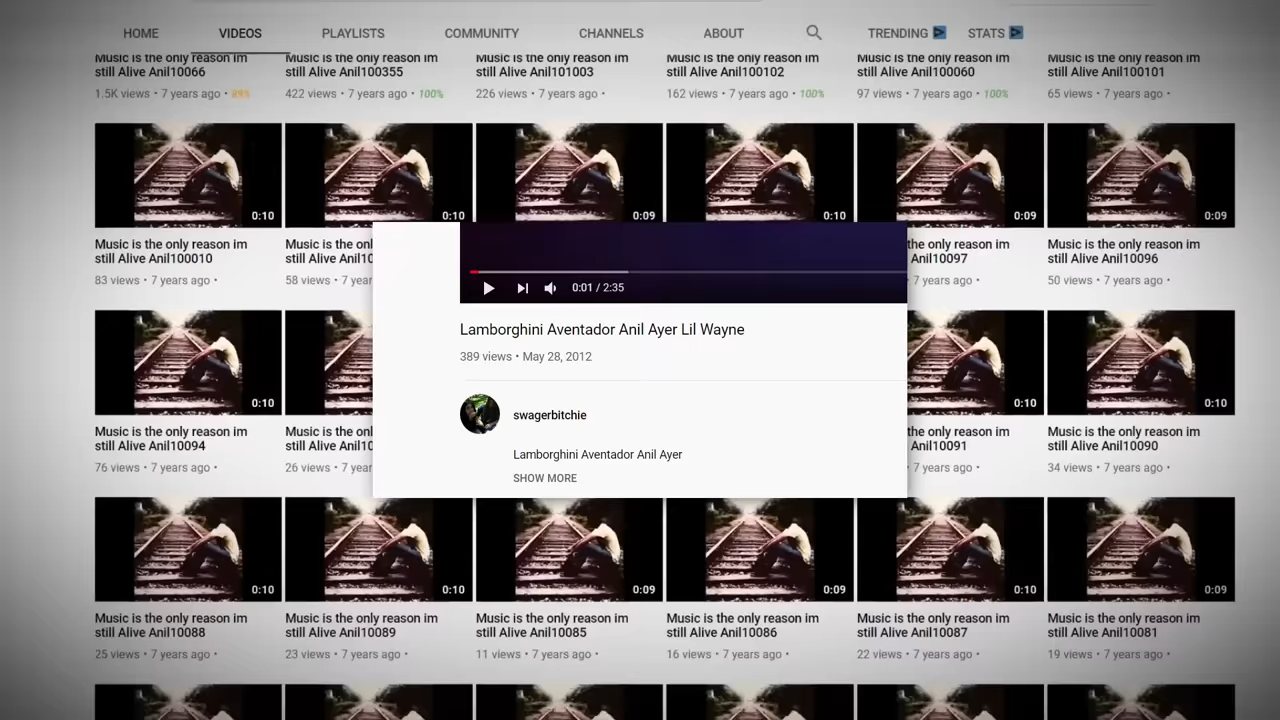 HOME VIDEOS PLAYLISTS COMMUNITY CHANNELS ABOUT TRENDING STATS
Music is the only reason im Music is the only reason im Music is the only reason im Music is the only reason im Music is the only reason im Music is the only reason im
still Alive Anil10066 still Alive Anil100355 still Alive Anil101003 still Alive Anil100102 still Alive Anil100060 still Alive Anil100101
1.5K views • 7 years ago • 89% 422 views • 7 years ago • 100% 226 views • 7 years ago • 162 views • 7 years ago • 100% 97 views • 7 years ago • 100% 65 views • 7 years ago •
0:10 0:10 0:09 0:10 0:09 0:09
Music is the only reason im Music the only reason im Music is the only reason im
still Alive Anil100010 still Alive Anil10 Anil10097 still Alive Anil10096
83 views • 7 years ago • 58 views • 7 year 7 years ago • 50 views • 7 years ago •
0:01 / 2:35
Lamborghini Aventador Anil Ayer Lil Wayne
389 views • May 28, 2012
swagerbitchie
Lamborghini Aventador Anil Ayer
SHOW MORE
0:10 0:10 0:10
Music is the only reason im Music the only reason im Music is the only reason im
still Alive Anil10094 still Alive Anil10 Anil10091 still Alive Anil10090
76 views • 7 years ago • 26 views • 7 year 7 years ago • 34 views • 7 years ago •
0:10 0:10 0:09 0:09 0:10 0:09
Music is the only reason im Music is the only reason im Music is the only reason im Music is the only reason im Music is the only reason im Music is the only reason im
still Alive Anil10088 still Alive Anil10089 still Alive Anil10085 still Alive Anil10086 still Alive Anil10087 still Alive Anil10081
25 views • 7 years ago • 23 views • 7 years ago • 11 views • 7 years ago • 16 views • 7 years ago • 22 views • 7 years ago • 19 views • 7 years ago •